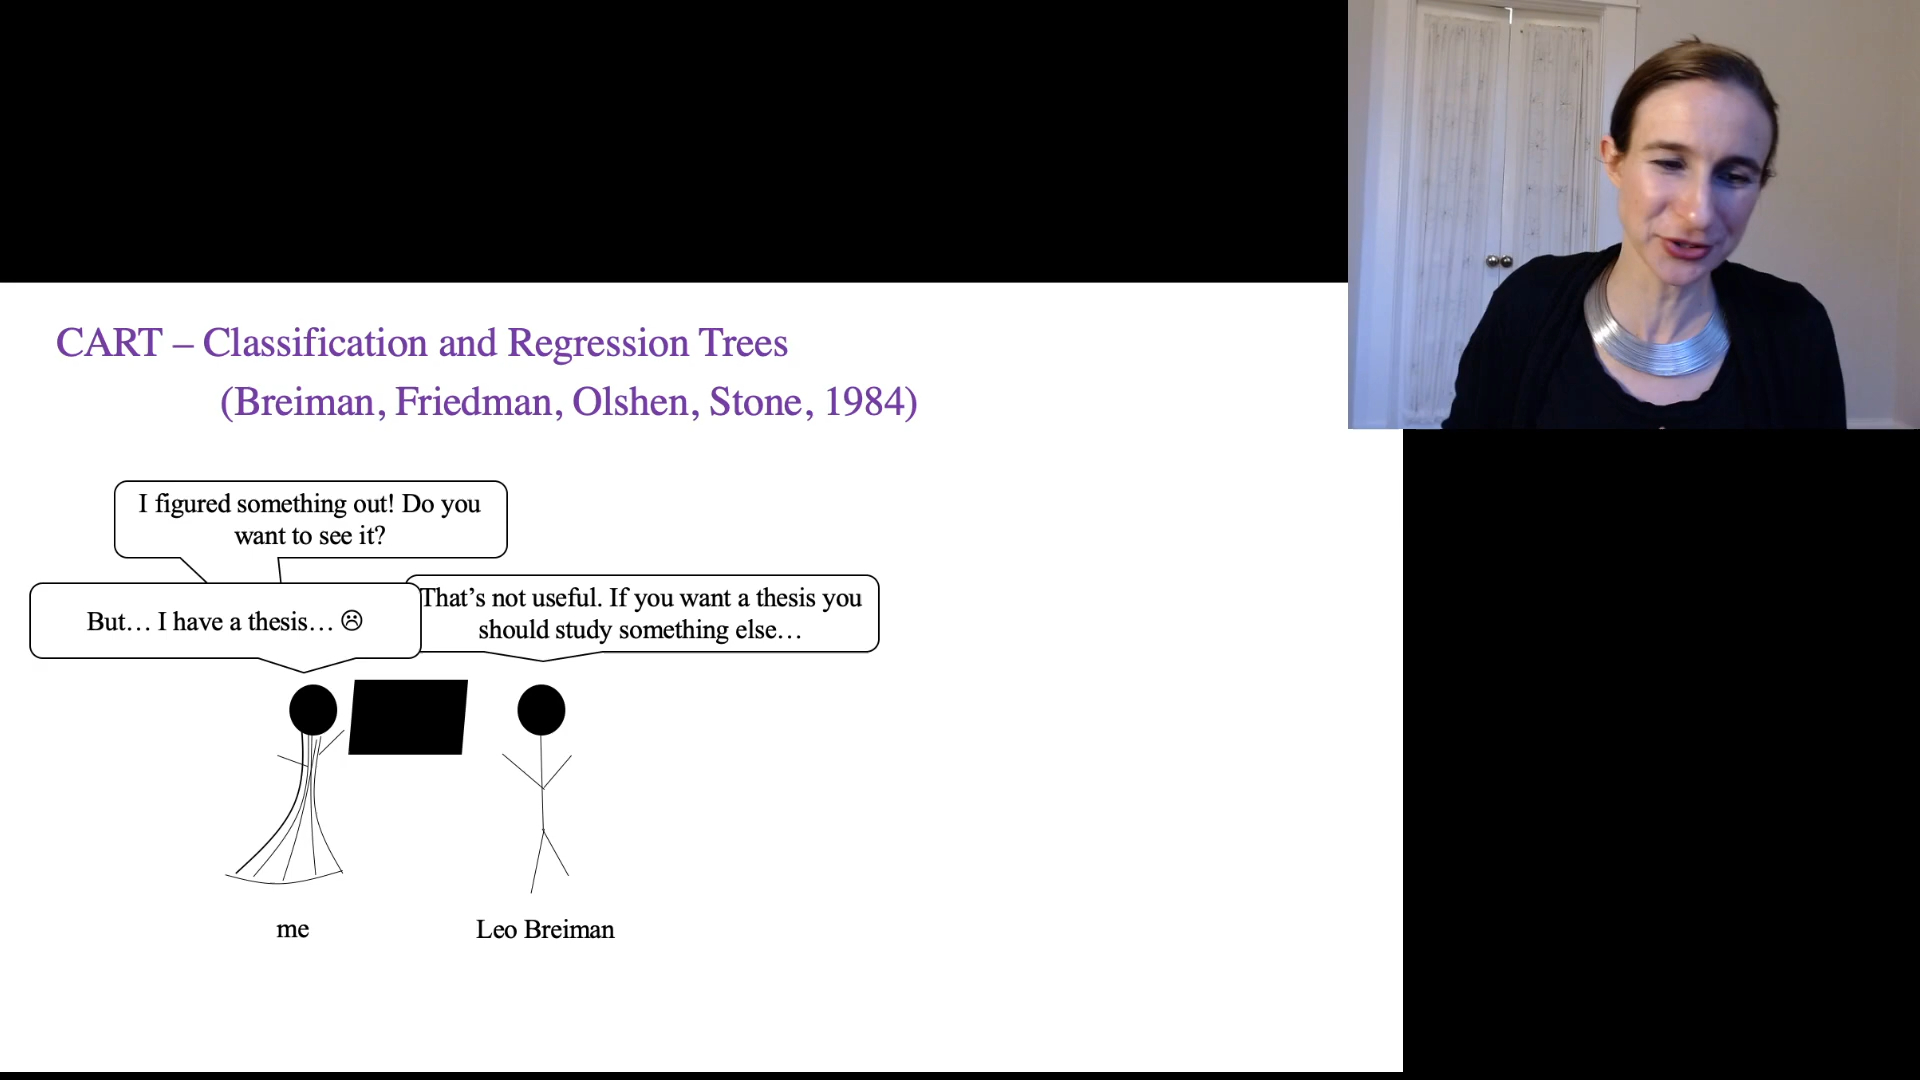 CART – Classification and Regression Trees
(Breiman, Friedman, Olshen, Stone, 1984)
I figured something out! Do you
want to see it?
That’s not useful. If you want a thesis you
should study something else…
But… I have a thesis… ☹
me
Leo Breiman